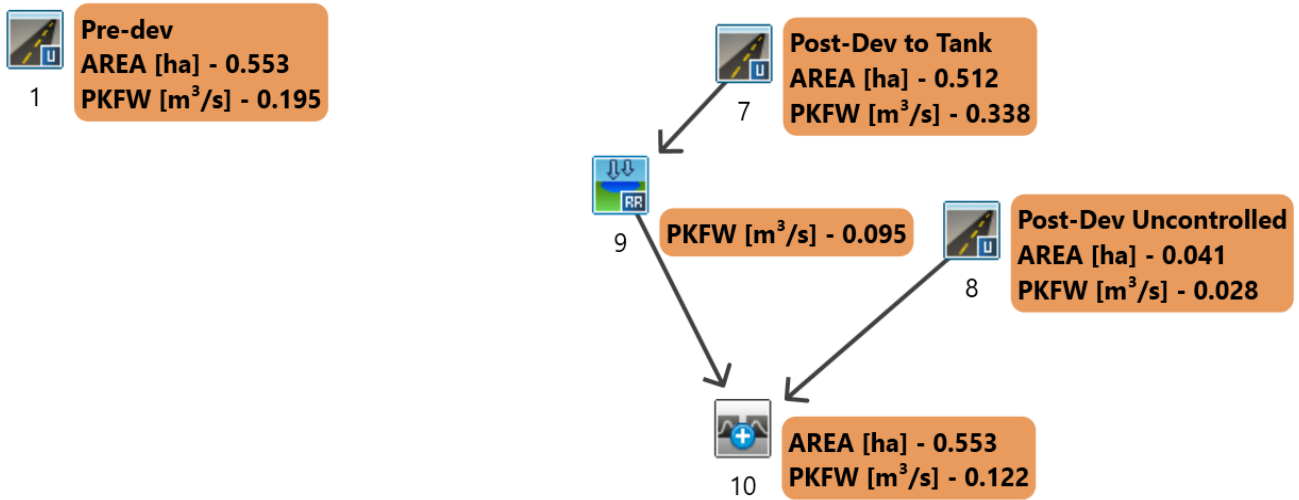 Pre-dev
AREA [ha] - 0.553
PKFW [m³/s] - 0.195
U
1
Post-Dev to Tank
AREA [ha] - 0.512
PKFW [m³/s] - 0.338
U
7
RR
9
PKFW [m³/s] - 0.095
Post-Dev Uncontrolled
AREA [ha] - 0.041
PKFW [m³/s] - 0.028
U
8
AREA [ha] - 0.553
PKFW [m³/s] - 0.122
10